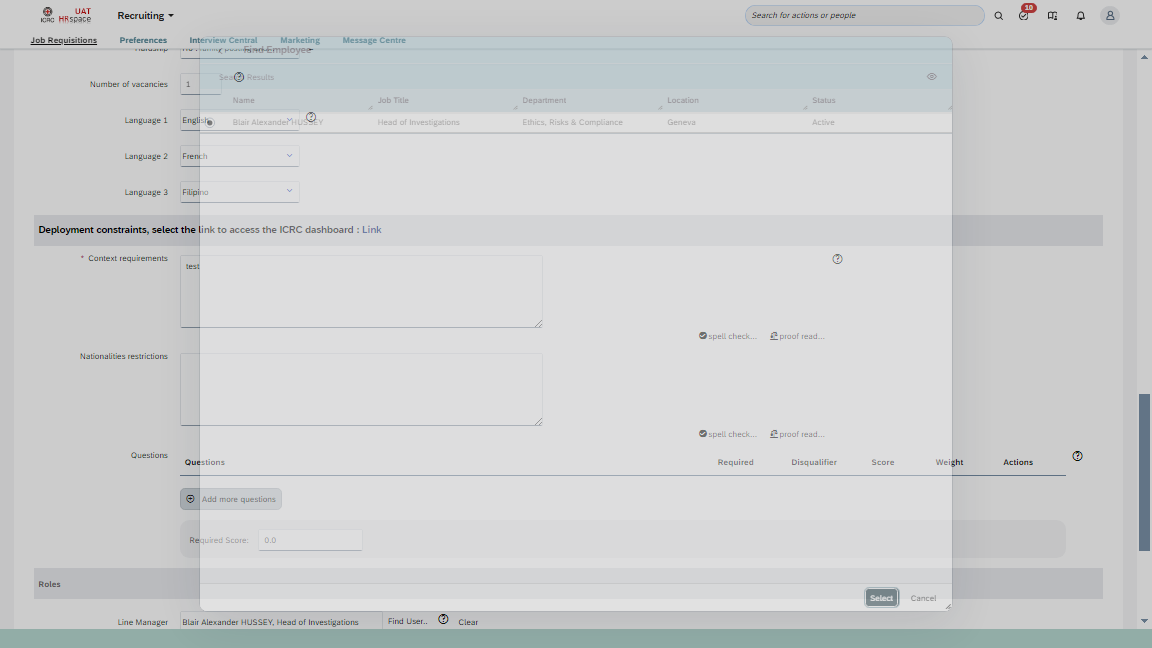 ICRC
UAT
HRspace
Recruiting
Search for actions or people
10
Job Requisitions
Preferences
Interview Central
Marketing
Message Centre
Find Employee
Number of vacancies
1
Search Results
Name
Job Title
Department
Location
Status
Language 1
English
Blair Alexander HUSSEY
Head of Investigations
Ethics, Risks & Compliance
Geneva
Active
Language 2
French
Language 3
Filipino
Deployment constraints, select the link to access the ICRC dashboard : Link
* Context requirements
test
spell check...
proof read...
Nationalities restrictions
spell check...
proof read...
Questions
Questions
Required
Disqualifier
Score
Weight
Actions
Add more questions
Required Score:
0.0
Roles
Select
Cancel
Line Manager
Blair Alexander HUSSEY, Head of Investigations
Find User..
Clear